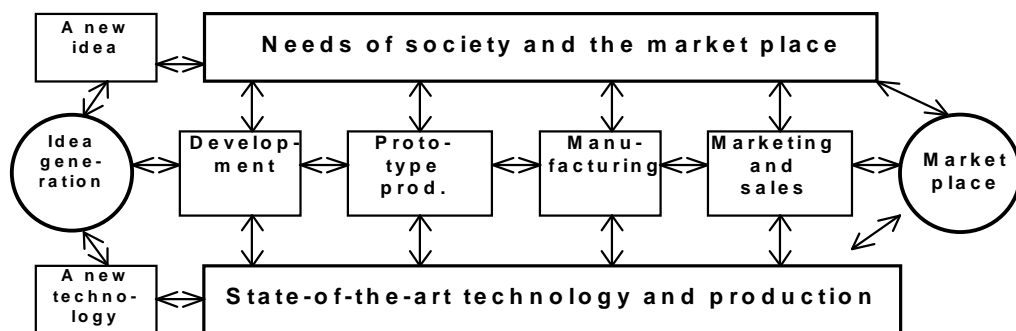 A new
idea
Needs of society and the market place
Idea
gene-
ration
Develop-
ment
Proto-
type
prod.
Manu-
facturing
Marketing
and
sales
Market
place
A new
techno-
logy
State-of-the-art technology and production